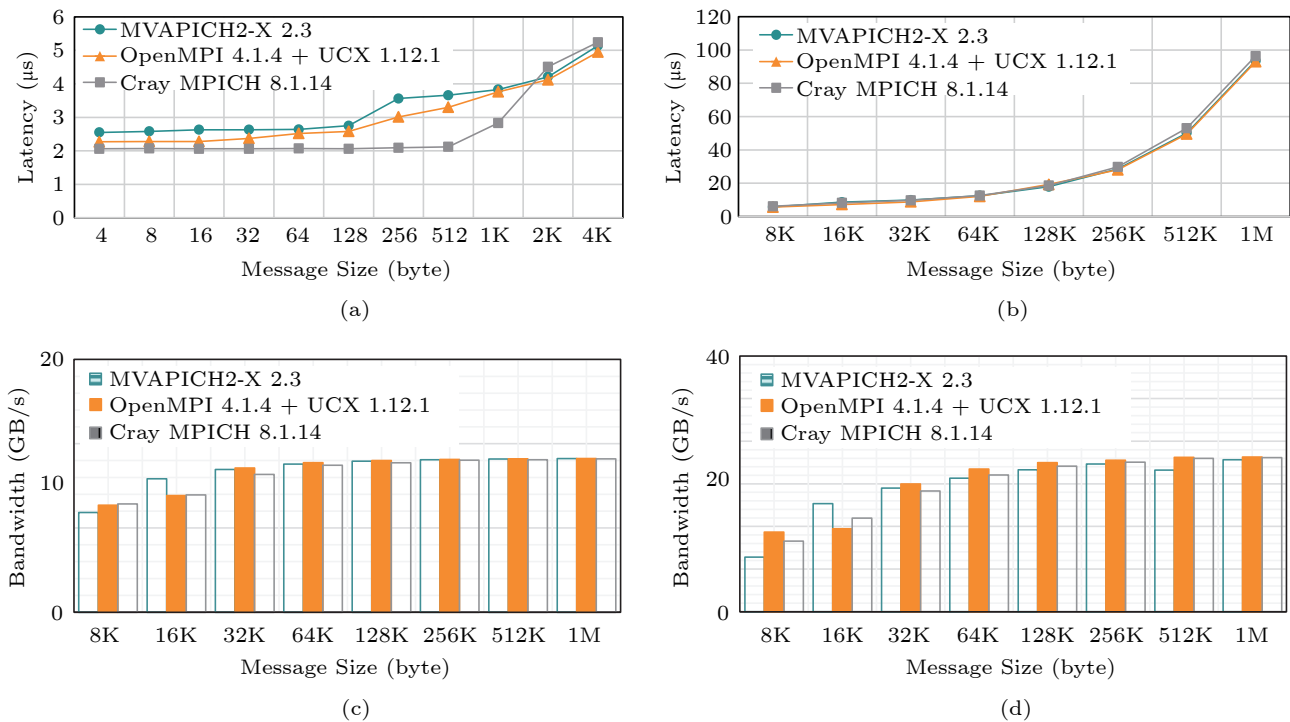 6
5
4
3
2
1
0
Latency (μs)
MVAPICH2-X 2.3
OpenMPI 4.1.4 + UCX 1.12.1
Cray MPICH 8.1.14
4 8 16 32 64 128 256 512 1K 2K 4K
Message Size (byte)
(a)
120
100
80
60
40
20
0
Latency (μs)
MVAPICH2-X 2.3
OpenMPI 4.1.4 + UCX 1.12.1
Cray MPICH 8.1.14
8K 16K 32K 64K 128K 256K 512K 1M
Message Size (byte)
(b)
20
10
0
Bandwidth (GB/s)
MVAPICH2-X 2.3
OpenMPI 4.1.4 + UCX 1.12.1
Cray MPICH 8.1.14
8K 16K 32K 64K 128K 256K 512K 1M
Message Size (byte)
(c)
40
20
0
Bandwidth (GB/s)
MVAPICH2-X 2.3
OpenMPI 4.1.4 + UCX 1.12.1
Cray MPICH 8.1.14
8K 16K 32K 64K 128K 256K 512K 1M
Message Size (byte)
(d)